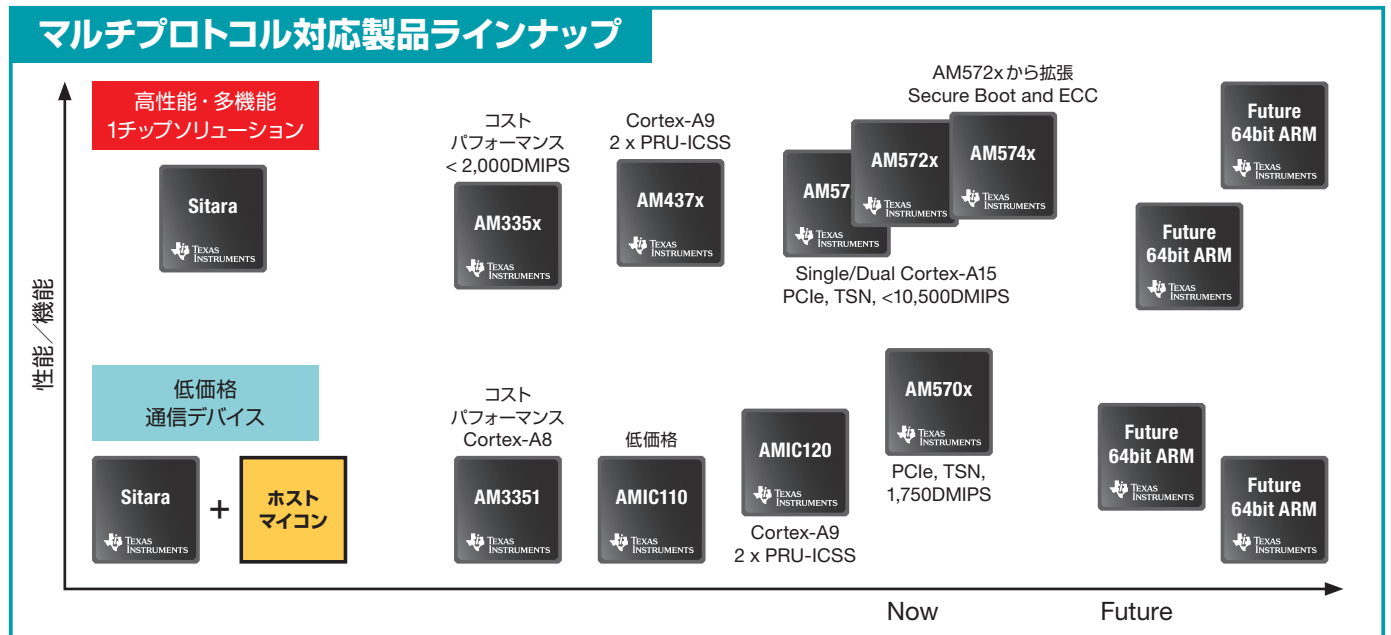 マルチプロトコル対応製品ラインナップ
性能／機能
高性能・多機能
1チップソリューション
Sitara
TEXAS
INSTRUMENTS
コスト
パフォーマンス
< 2,000DMIPS
AM335x
TEXAS
INSTRUMENTS
Cortex-A9
2 x PRU-ICSS
AM437x
TEXAS
INSTRUMENTS
AM57
TEXAS
INSTRUMENTS
AM572x
TEXAS
INSTRUMENTS
AM572xから拡張
Secure Boot and ECC
AM574x
TEXAS
INSTRUMENTS
Single/Dual Cortex-A15
PCIe, TSN, <10,500DMIPS
Future
64bit ARM
TEXAS
INSTRUMENTS
Future
64bit ARM
TEXAS
INSTRUMENTS
低価格
通信デバイス
Sitara
TEXAS
INSTRUMENTS
+
ホスト
マイコン
コスト
パフォーマンス
Cortex-A8
AM3351
TEXAS
INSTRUMENTS
低価格
AMIC110
TEXAS
INSTRUMENTS
AMIC120
TEXAS
INSTRUMENTS
Cortex-A9
2 x PRU-ICSS
AM570x
TEXAS
INSTRUMENTS
PCIe, TSN,
1,750DMIPS
Future
64bit ARM
TEXAS
INSTRUMENTS
Future
64bit ARM
TEXAS
INSTRUMENTS
Now
Future